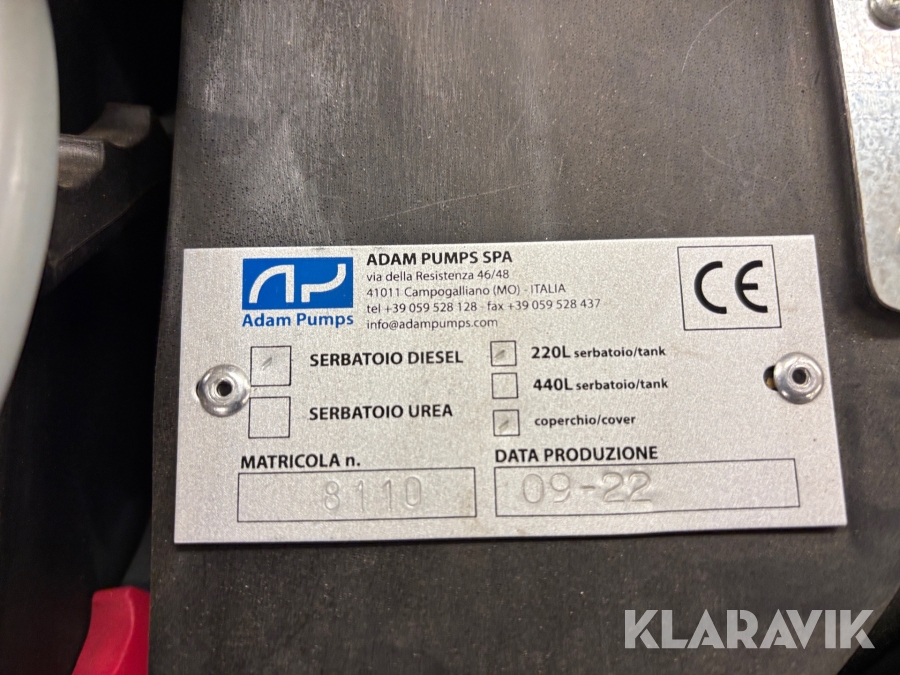 ADAM PUMPS SPA
via della Resistenza 46/48
41011 Campogalliano (MO) - ITALIA
tel +39 059 528 128 - fax +39 059 528 437
info@adampumps.com
Adam Pumps
CE
SERBATOIO DIESEL
SERBATOIO UREA
220L serbatoio/tank
440L serbatoio/tank
coperchio/cover
MATRICOLA n.
8110
DATA PRODUZIONE
09-22
KLARAVIK